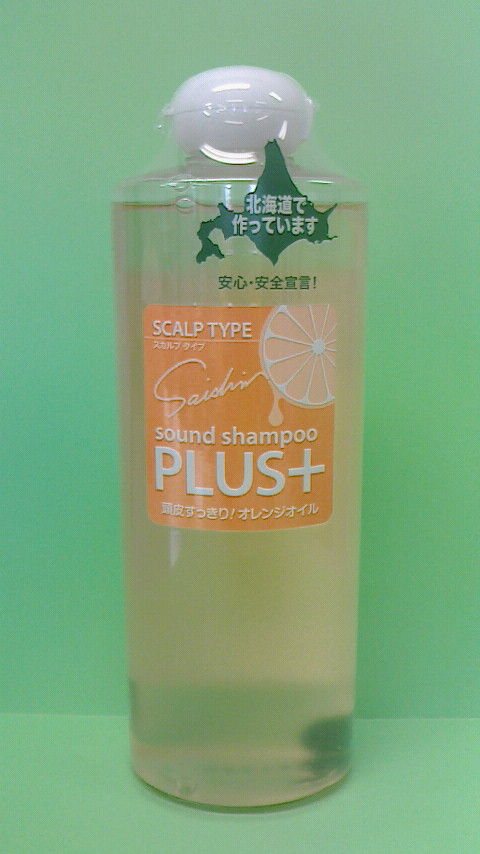 北海道で
作っています
安心・安全宣言!
SCALP TYPE
スカルプ・タイプ
Saishin
sound shampoo
PLUS+
頭皮すっきり!オレンジオイル